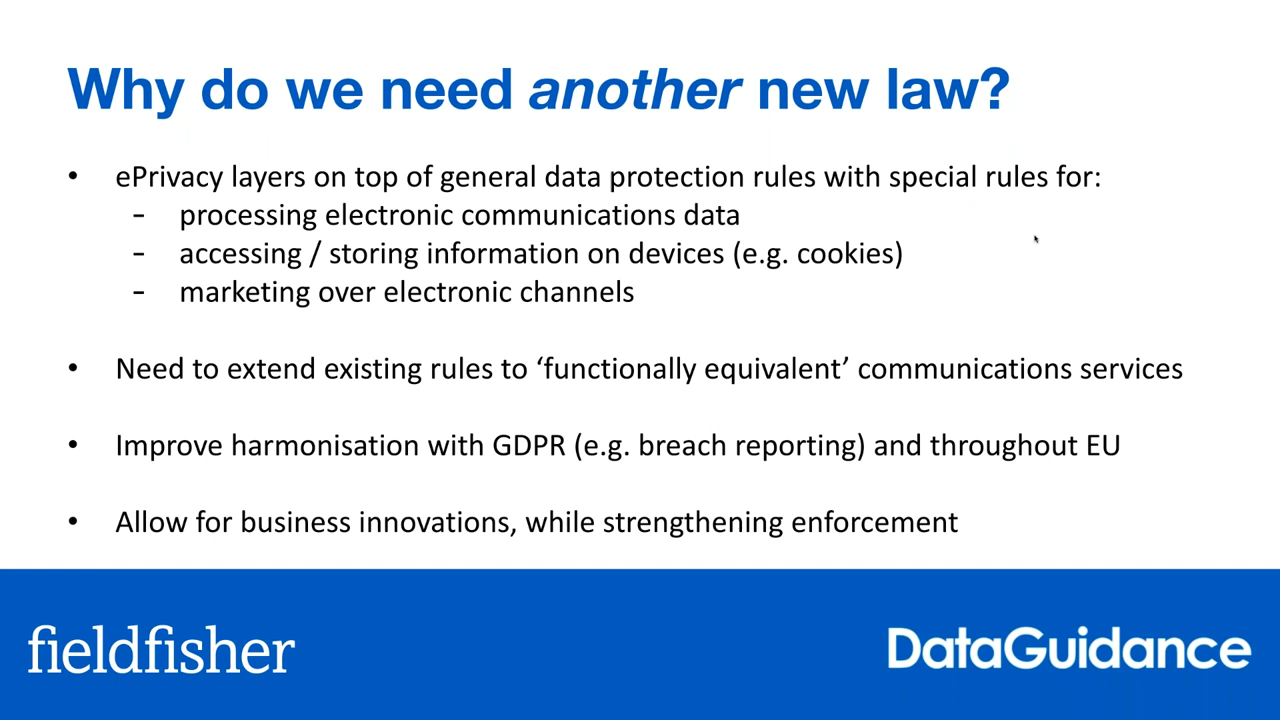 Why do we need another new law?
• ePrivacy layers on top of general data protection rules with special rules for:
- processing electronic communications data
- accessing / storing information on devices (e.g. cookies)
- marketing over electronic channels
• Need to extend existing rules to ‘functionally equivalent’ communications services
• Improve harmonisation with GDPR (e.g. breach reporting) and throughout EU
• Allow for business innovations, while strengthening enforcement
fieldfisher
DataGuidance